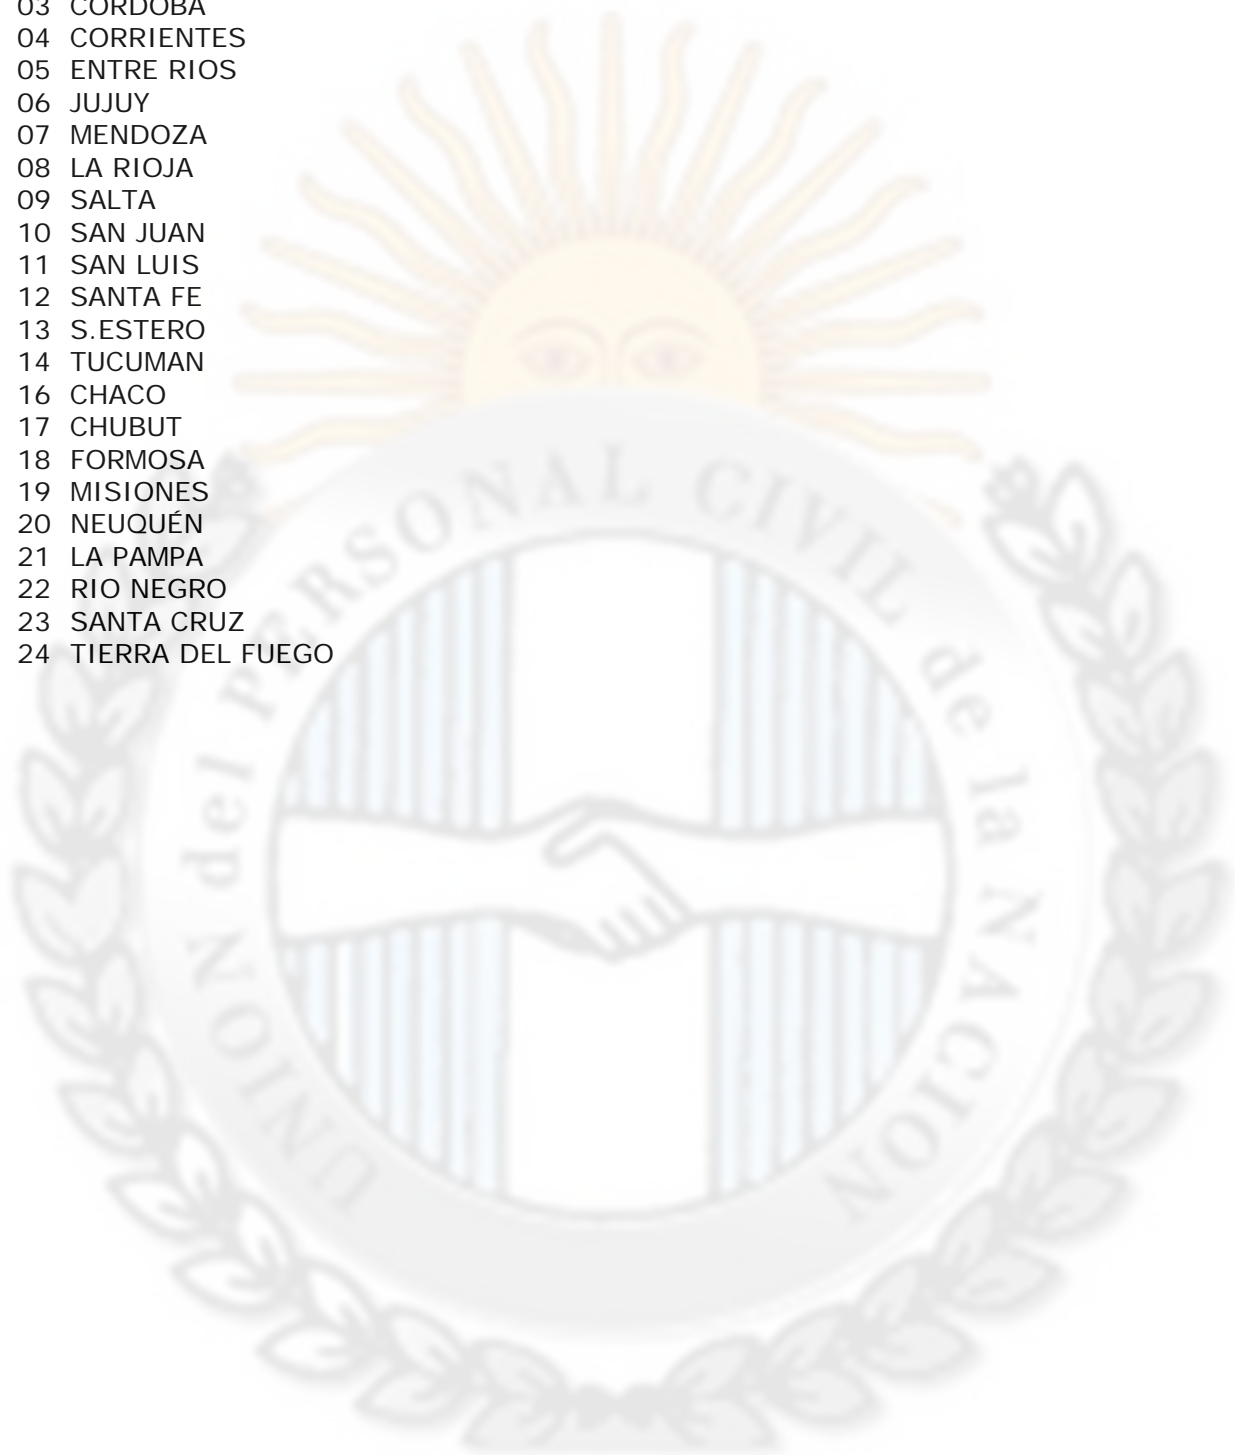 03 CORDOBA
04 CORRIENTES
05 ENTRE RIOS
06 JUJUY
07 MENDOZA
08 LA RIOJA
09 SALTA
10 SAN JUAN
11 SAN LUIS
12 SANTA FE
13 S.ESTERO
14 TUCUMAN
16 CHACO
17 CHUBUT
18 FORMOSA
19 MISIONES
20 NEUQUÉN
21 LA PAMPA
22 RIO NEGRO
23 SANTA CRUZ
24 TIERRA DEL FUEGO
UNION del PERSONAL CIVIL de la NACION